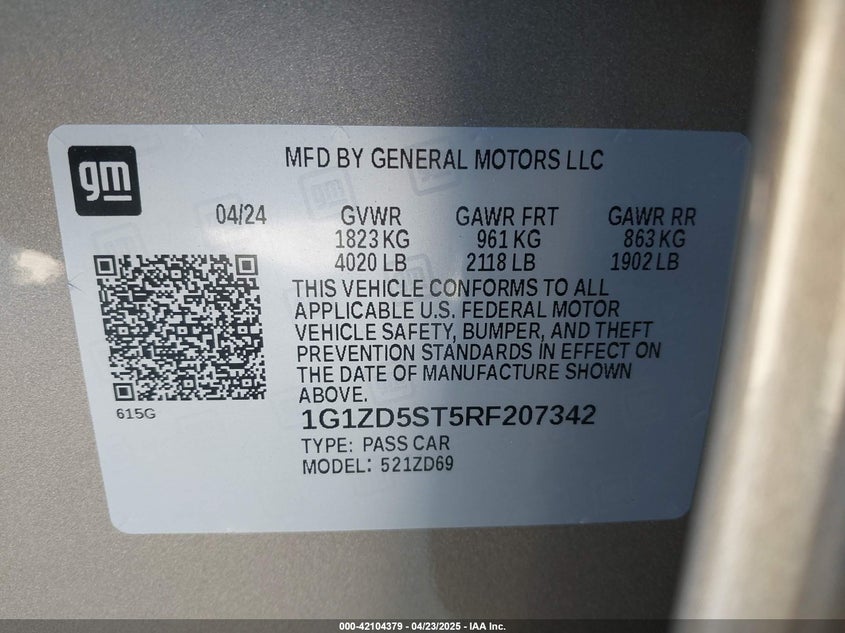 gm
MFD BY GENERAL MOTORS LLC
04/24 GVWR GAWR FRT GAWR RR
1823 KG 961 KG 863 KG
4020 LB 2118 LB 1902 LB
THIS VEHICLE CONFORMS TO ALL
APPLICABLE U.S. FEDERAL MOTOR
VEHICLE SAFETY, BUMPER, AND THEFT
PREVENTION STANDARDS IN EFFECT ON
THE DATE OF MANUFACTURE SHOWN
ABOVE.
615G
1G1ZD5ST5RF207342
TYPE: PASS CAR
MODEL: 521ZD69
000-42104379 - 04/23/2025 - IAA Inc.